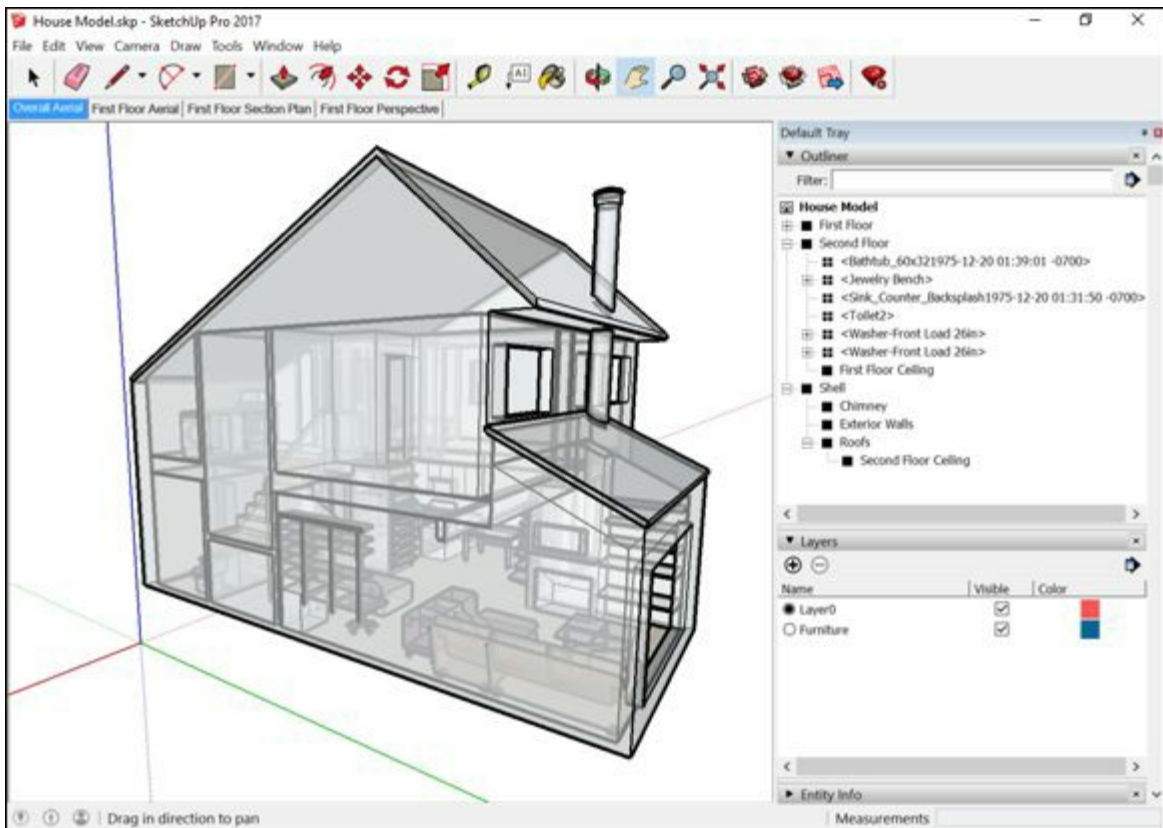 House Model.skp - SketchUp Pro 2017
File Edit View Camera Draw Tools Window Help
A1
Overall Aerial First Floor Aerial First Floor Section Plan First Floor Perspective
Default Tray
Outliner
Filter:
House Model
First Floor
Second Floor
<Bathtub_60x321975-12-20 01:39:01 -0700>
<Jewelry Bench>
<Sink_Counter_Backsplash1975-12-20 01:31:50 -0700>
<Toilet2>
<Washer-Front Load 26in>
<Washer-Front Load 26in>
First Floor Ceiling
Shell
Chimney
Exterior Walls
Roofs
Second Floor Ceiling
Layers
Name Visible Color
Layer0
Furniture
Entity Info
Drag in direction to pan Measurements